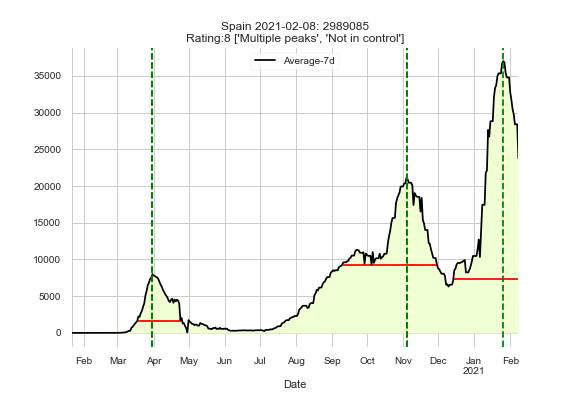 Spain 2021-02-08: 2989085
Rating:8 ['Multiple peaks', 'Not in control']
Average-7d
35000
30000
25000
20000
15000
10000
5000
0
Feb Mar Apr May Jun Jul Aug Sep Oct Nov Dec Jan Feb
2021
Date